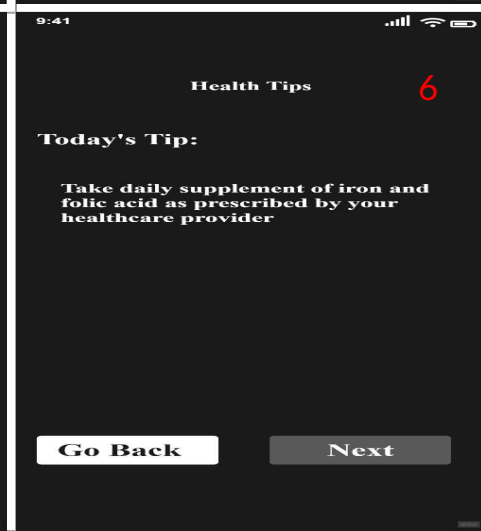 9:41
Health Tips
6
Today's Tip:
Take daily supplement of iron and
folic acid as prescribed by your
healthcare provider
Go Back
Next